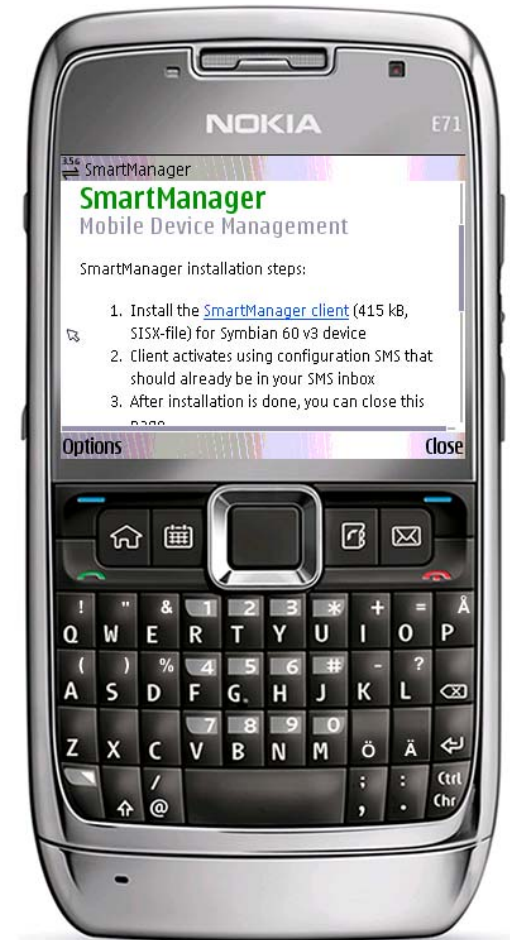 NOKIA
E71
3.5G
SmartManager
SmartManager
Mobile Device Management
SmartManager installation steps:
1. Install the SmartManager client (415 kB,
SISX-file) for Symbian 60 v3 device
2. Client activates using configuration SMS that
should already be in your SMS inbox
3. After installation is done, you can close this
page
Options
Close
! " & 1 2 3 * + = Å
Q W E R T Y U I O P
( ) % 4 5 6 # - ?
A S D F G H J K L
7 8 9 0
Z X C V B N M Ö Ä
/ ; : Ctrl
@ , . Chr